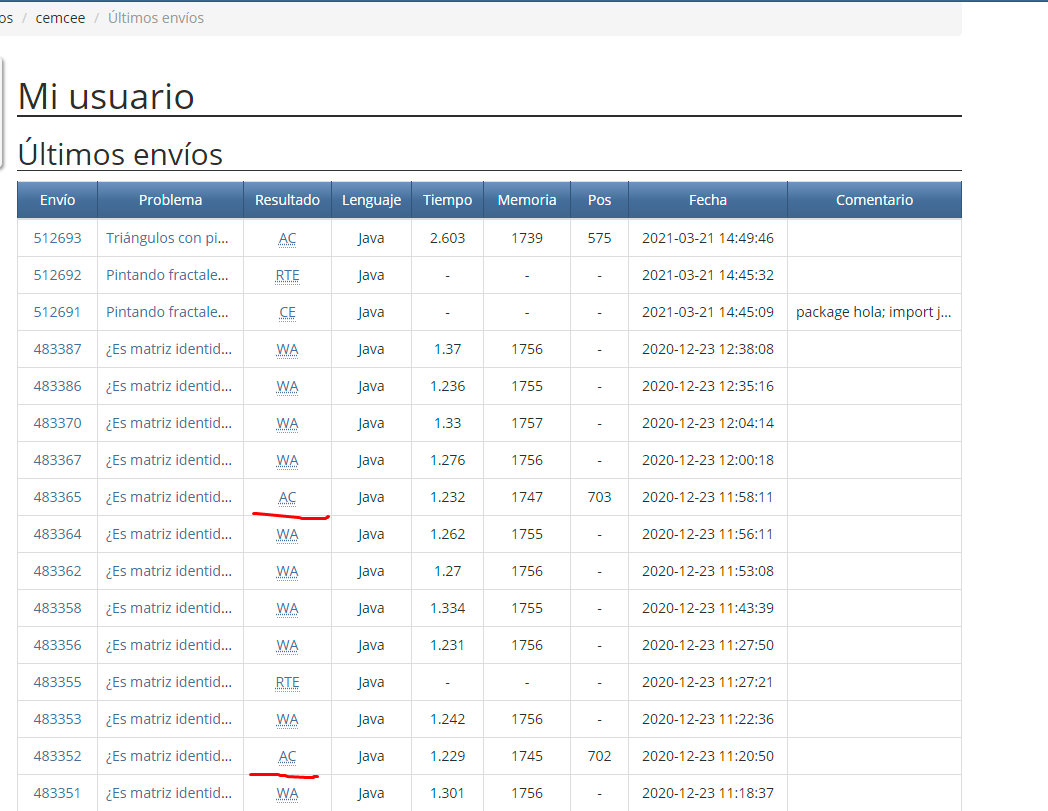 os / cemcee / Últimos envíos
Mi usuario
Últimos envíos
Envío Problema Resultado Lenguaje Tiempo Memoria Pos Fecha Comentario
512693 Triángulos con pi... AC Java 2.603 1739 575 2021-03-21 14:49:46
512692 Pintando fractale... RTE Java - - - 2021-03-21 14:45:32
512691 Pintando fractale... CE Java - - - 2021-03-21 14:45:09 package hola; import j...
483387 ¿Es matriz identid... WA Java 1.37 1756 - 2020-12-23 12:38:08
483386 ¿Es matriz identid... WA Java 1.236 1755 - 2020-12-23 12:35:16
483370 ¿Es matriz identid... WA Java 1.33 1757 - 2020-12-23 12:04:14
483367 ¿Es matriz identid... WA Java 1.276 1756 - 2020-12-23 12:00:18
483365 ¿Es matriz identid... AC Java 1.232 1747 703 2020-12-23 11:58:11
483364 ¿Es matriz identid... WA Java 1.262 1755 - 2020-12-23 11:56:11
483362 ¿Es matriz identid... WA Java 1.27 1756 - 2020-12-23 11:53:08
483358 ¿Es matriz identid... WA Java 1.334 1755 - 2020-12-23 11:43:39
483356 ¿Es matriz identid... WA Java 1.231 1756 - 2020-12-23 11:27:50
483355 ¿Es matriz identid... RTE Java - - - 2020-12-23 11:27:21
483353 ¿Es matriz identid... WA Java 1.242 1756 - 2020-12-23 11:22:36
483352 ¿Es matriz identid... AC Java 1.229 1745 702 2020-12-23 11:20:50
483351 ¿Es matriz identid... WA Java 1.301 1756 - 2020-12-23 11:18:37